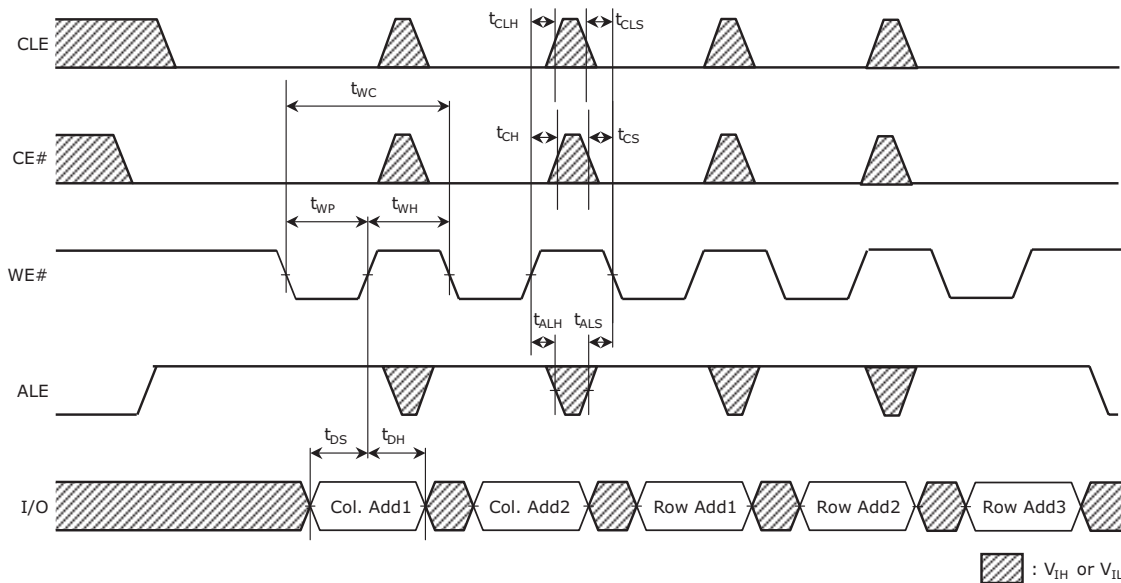 CLE
tCLH
tCLS
tWC
CE#
tCH
tCS
tWP
tWH
WE#
tALH
tALS
ALE
tDS
tDH
I/O
Col. Add1
Col. Add2
Row Add1
Row Add2
Row Add3
: VIH or VIL